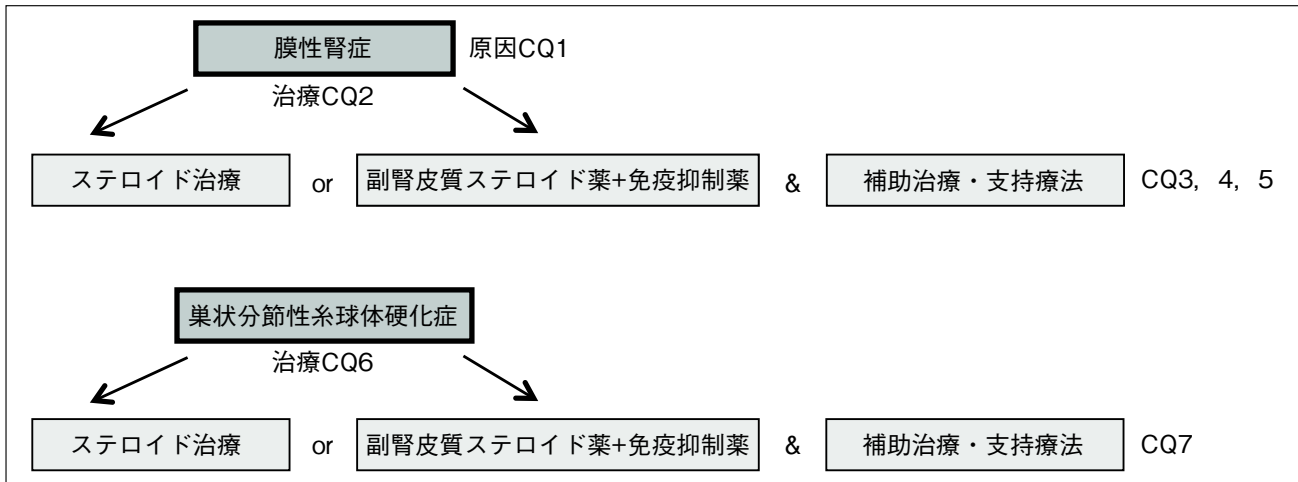 膜性腎症 原因CQ1
治療CQ2
ステロイド治療 or 副腎皮質ステロイド薬+免疫抑制薬 & 補助治療・支持療法 CQ3，4，5
巣状分節性糸球体硬化症
治療CQ6
ステロイド治療 or 副腎皮質ステロイド薬+免疫抑制薬 & 補助治療・支持療法 CQ7